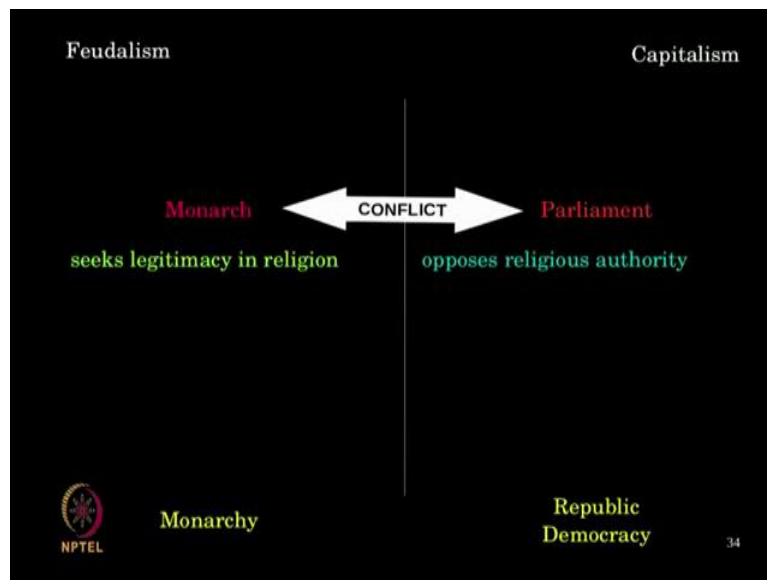 Feudalism
Capitalism
Monarch
CONFLICT
Parliament
seeks legitimacy in religion
opposes religious authority
Monarchy
Republic
Democracy
NPTEL
34